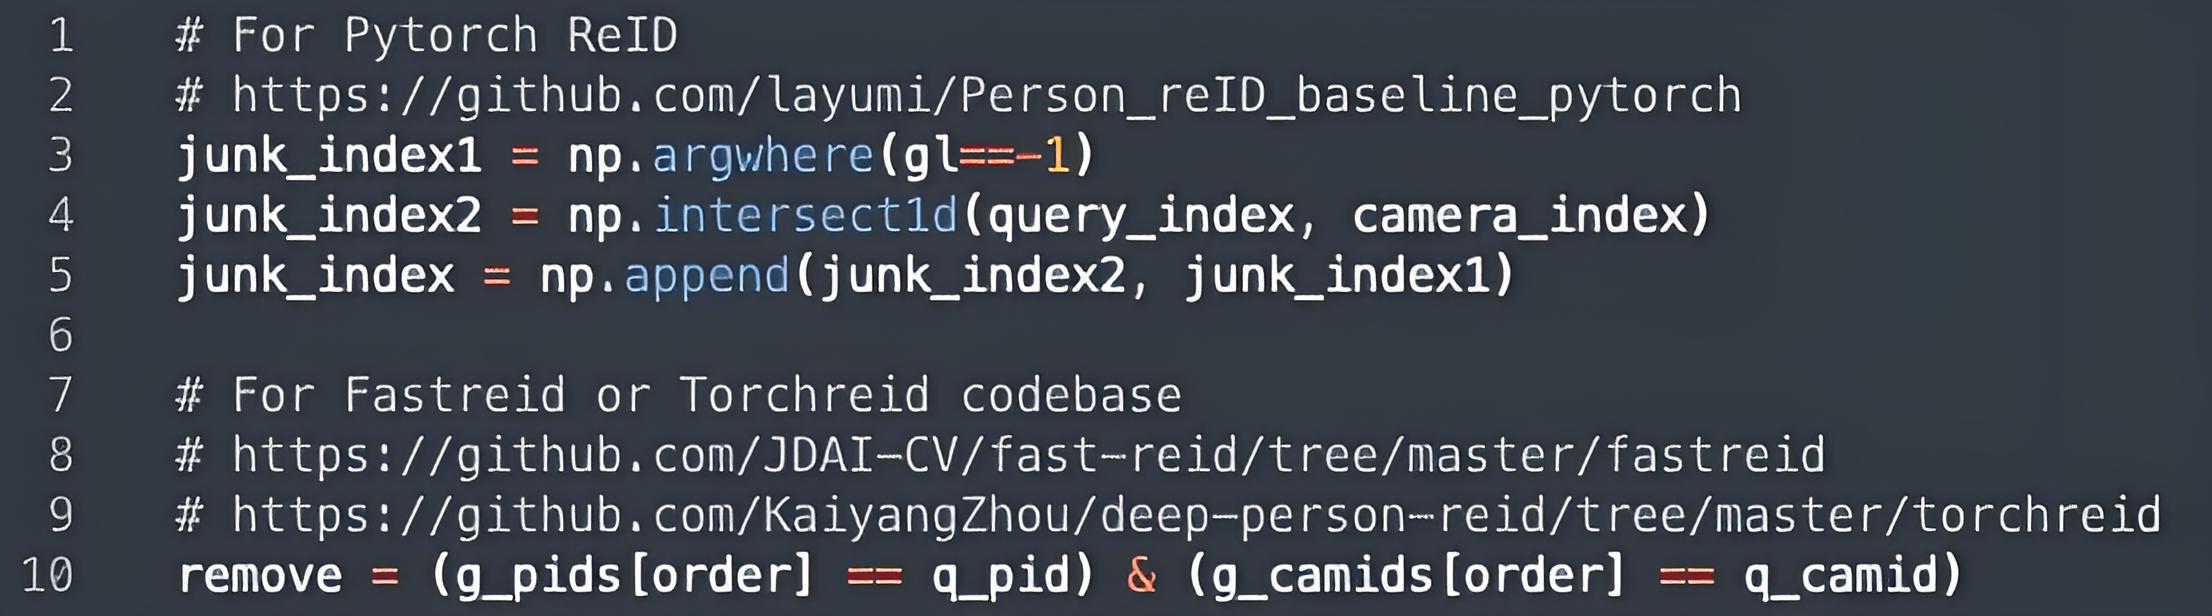 1 # For Pytorch ReID
2 # https://github.com/layumi/Person_reID_baseline_pytorch
3 junk_index1 = np.argwhere(gl==-1)
4 junk_index2 = np.intersect1d(query_index, camera_index)
5 junk_index = np.append(junk_index2, junk_index1)
6
7 # For Fastreid or Torchreid codebase
8 # https://github.com/JDAI-CV/fast-reid/tree/master/fastreid
9 # https://github.com/KaiyangZhou/deep-person-reid/tree/master/torchreid
10 remove = (g_pids[order] == q_pid) & (g_camids[order] == q_camid)